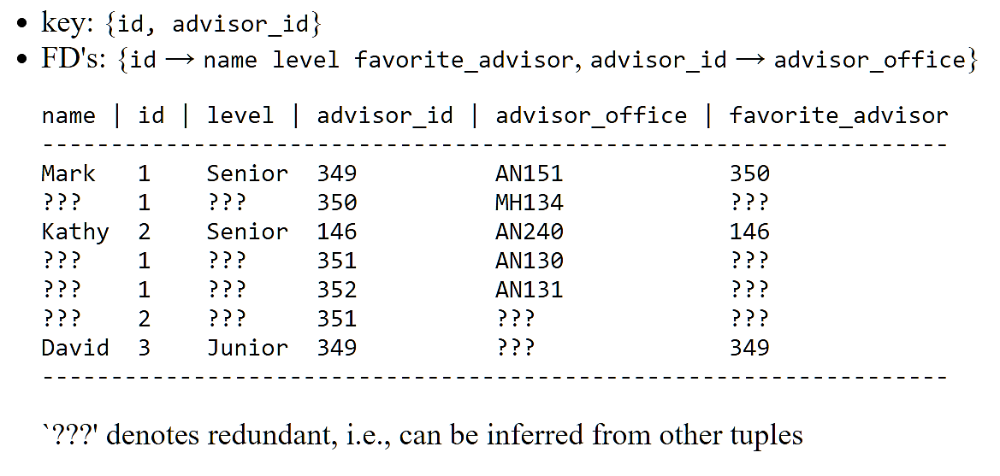 • key: {id, advisor_id}
• FD's: {id → name level favorite_advisor, advisor_id → advisor_office}
name | id | level | advisor_id | advisor_office | favorite_advisor
-------------------------------------------------------------------
Mark 1 Senior 349 AN151 350
??? 1 ??? 350 MH134 ???
Kathy 2 Senior 146 AN240 146
??? 1 ??? 351 AN130 ???
??? 1 ??? 352 AN131 ???
??? 2 ??? 351 ??? ???
David 3 Junior 349 ??? 349
-------------------------------------------------------------------
`???' denotes redundant, i.e., can be inferred from other tuples